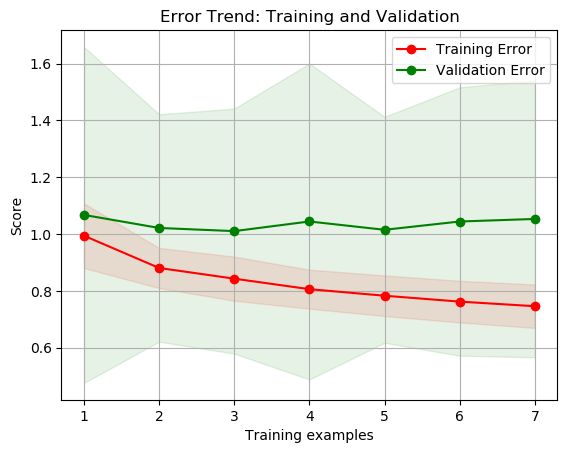 Error Trend: Training and Validation
Training Error
Validation Error
Score
1.6
1.4
1.2
1.0
0.8
0.6
1 2 3 4 5 6 7
Training examples